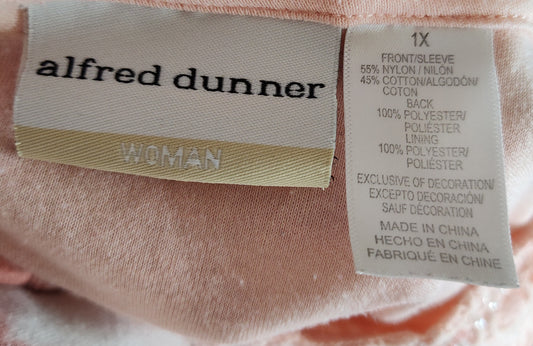 alfred dunner
WOMAN
1X
FRONT/SLEEVE
55% NYLON / NILÓN
45% COTTON/ALGODÓN/
COTON
BACK
100% POLYESTER/
POLIÉSTER
LINING
100% POLYESTER/
POLIÉSTER
EXCLUSIVE OF DECORATION/
EXCEPTO DECORACIÓN/
SAUF DÉCORATION
MADE IN CHINA
HECHO EN CHINA
FABRIQUÉ EN CHINE